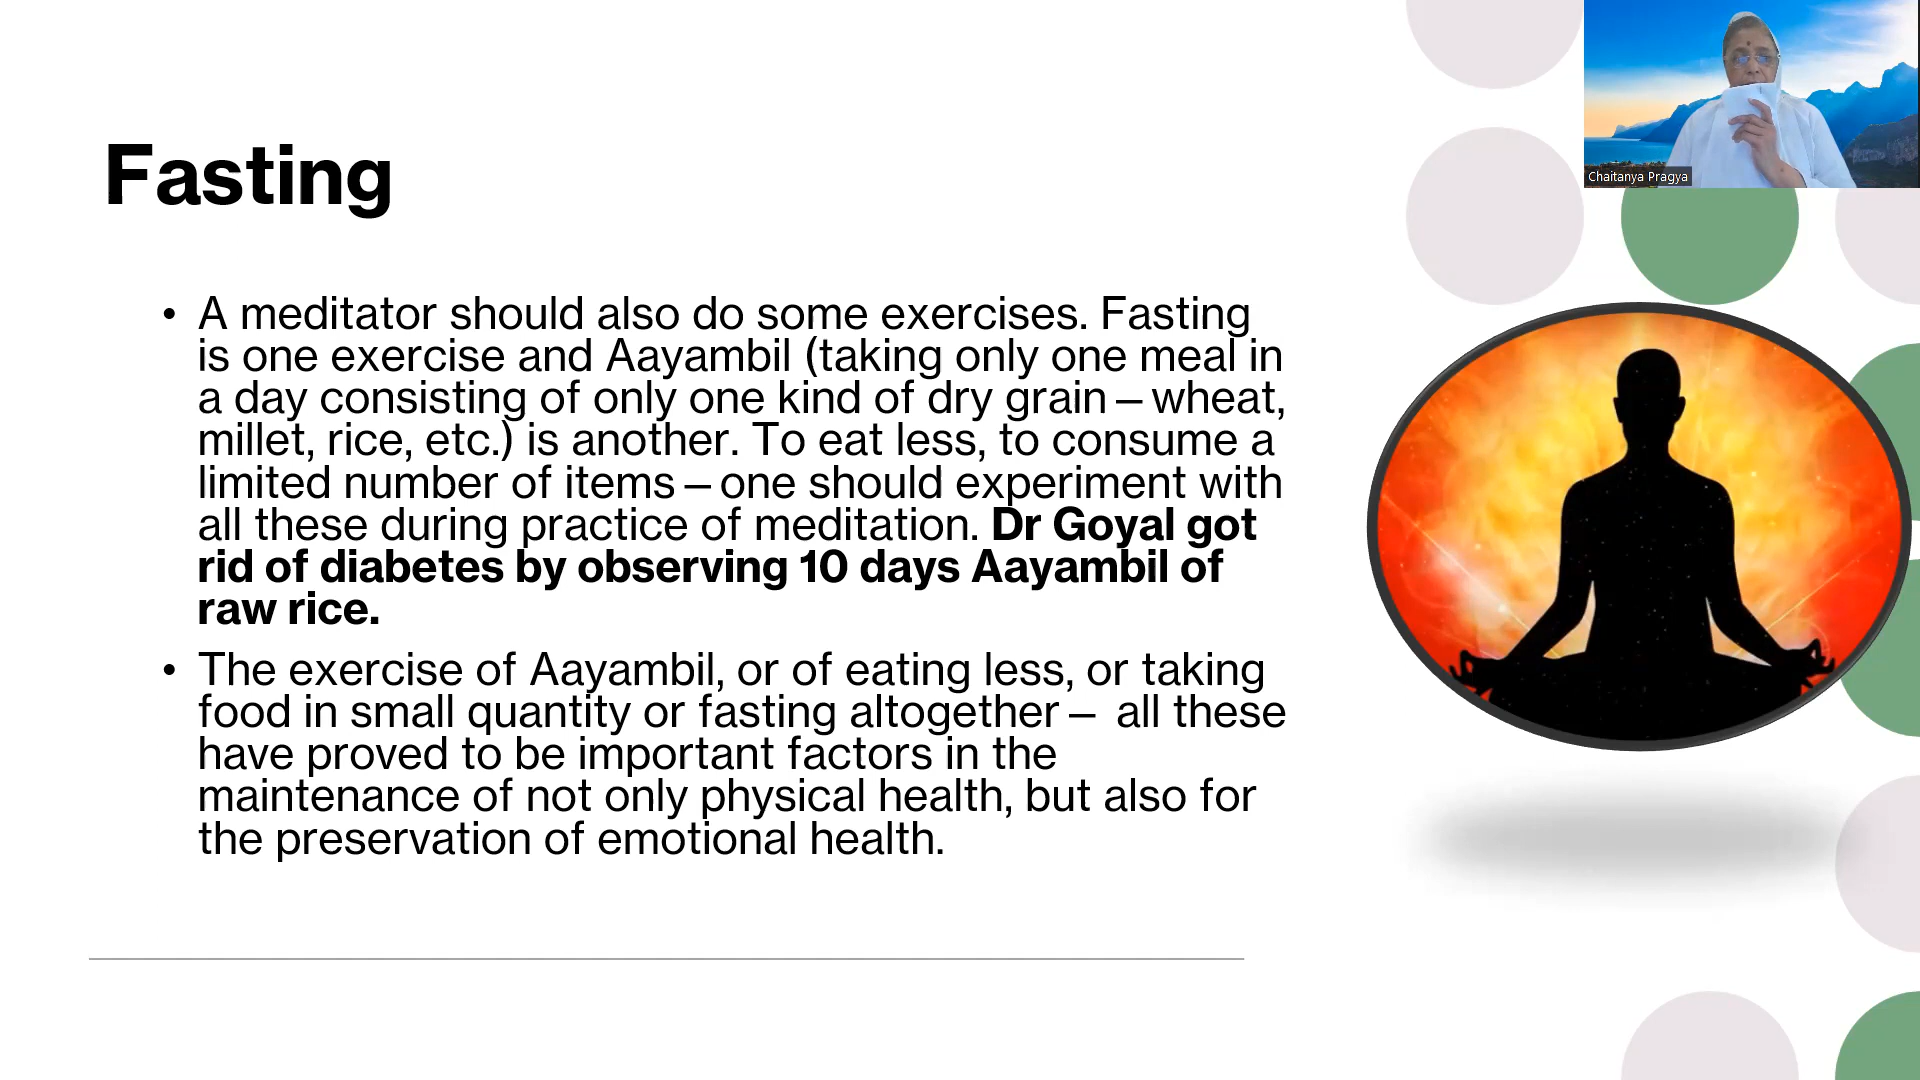 Fasting
• A meditator should also do some exercises. Fasting
is one exercise and Aayambil (taking only one meal in
a day consisting of only one kind of dry grain – wheat,
millet, rice, etc.) is another. To eat less, to consume a
limited number of items – one should experiment with
all these during practice of meditation. Dr Goyal got
rid of diabetes by observing 10 days Aayambil of
raw rice.
• The exercise of Aayambil, or of eating less, or taking
food in small quantity or fasting altogether – all these
have proved to be important factors in the
maintenance of not only physical health, but also for
the preservation of emotional health.
Chaitanya Pragya